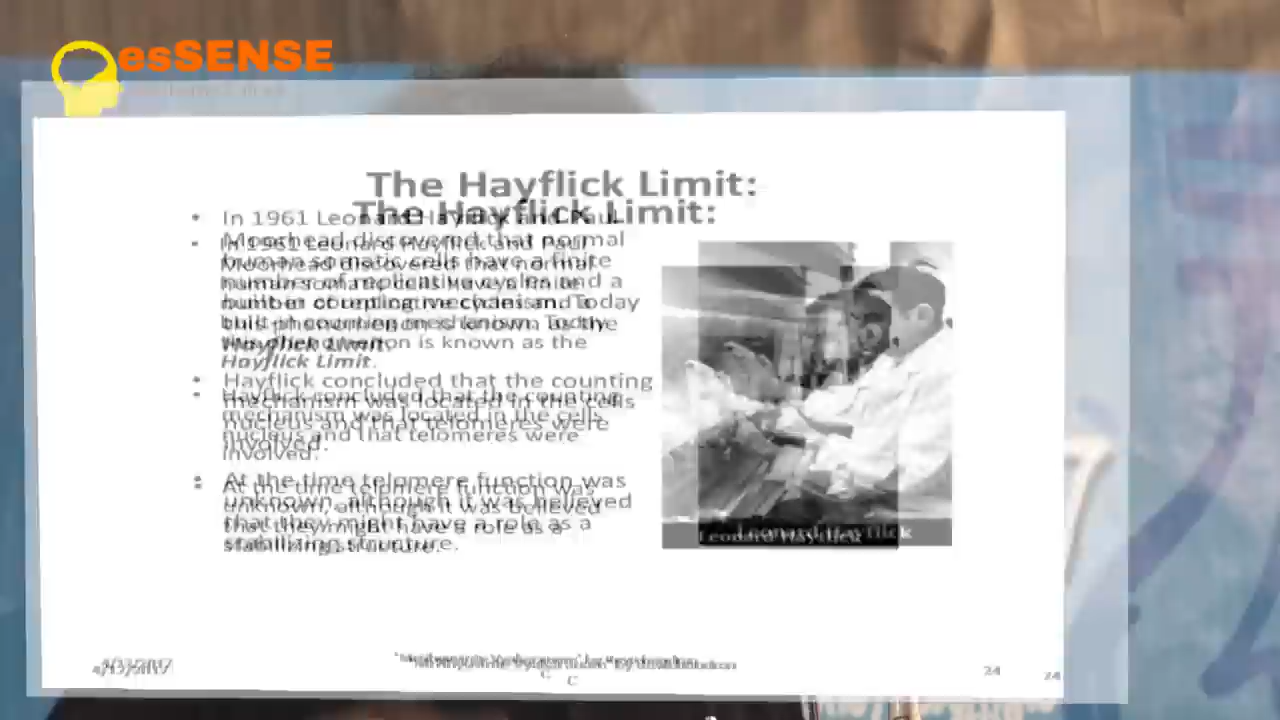 esSENSE
The Hayflick Limit:
• In 1961 Leonard Hayflick and Paul
Moorhead discovered that normal
human somatic cells have a finite
number of replicative cycles and a
built-in counting mechanism. Today
this phenomenon is known as the
Hayflick Limit.
• Hayflick concluded that the counting
mechanism was located in the cells
nucleus and that telomeres were
involved.
• At the time telomere function was
unknown, although it was believed
that they might have a role as a
stabilizing structure.
Leonard Hayflick
24